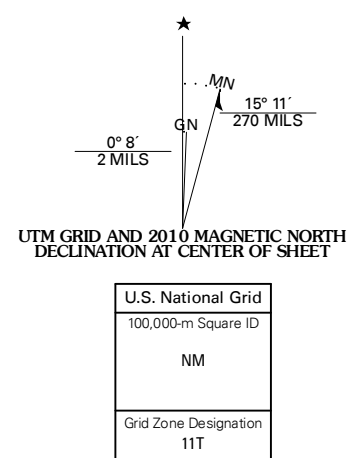 MN
15° 11´
270 MILS
GN
0° 8´
2 MILS
UTM GRID AND 2010 MAGNETIC NORTH
DECLINATION AT CENTER OF SHEET
U.S. National Grid
100,000-m Square ID
NM
Grid Zone Designation
11T